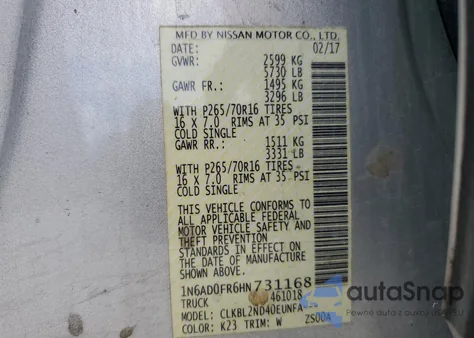 MFD BY NISSAN MOTOR CO., LTD.
DATE: 02/17
GVWR: 2599 KG
5730 LB
GAWR FR.: 1495 KG
3296 LB
WITH P265/70R16 TIRES
16 X 7.0 RIMS AT 35 PSI
COLD SINGLE
GAWR RR.: 1511 KG
3331 LB
WITH P265/70R16 TIRES
16 X 7.0 RIMS AT 35 PSI
COLD SINGLE
THIS VEHICLE CONFORMS TO
ALL APPLICABLE FEDERAL
MOTOR VEHICLE SAFETY AND
THEFT PREVENTION
STANDARDS IN EFFECT ON
THE DATE OF MANUFACTURE
SHOWN ABOVE.
1N6AD0FR6HN731168
TRUCK 461018
MODEL: CLKBL2ND40EUNFA
COLOR: K23 TRIM: W ZS00A
autoSnap